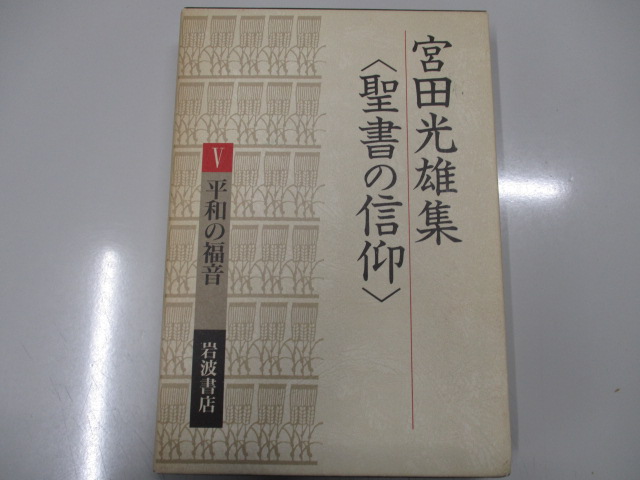 宮田光雄集
〈聖書の信仰〉
V
平和の福音
岩波書店